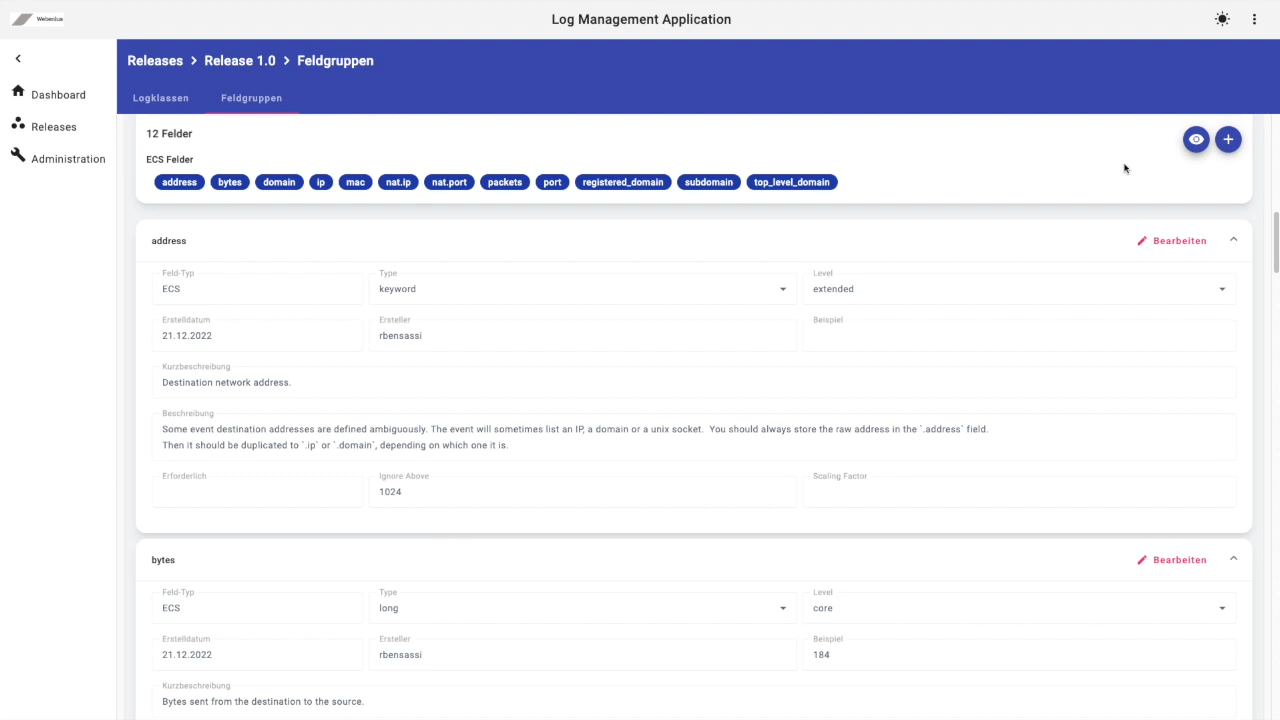 Webenius
Log Management Application
Releases > Release 1.0 > Feldgruppen
Dashboard
Logklassen Feldgruppen
Releases
Administration
12 Felder
ECS Felder
address bytes domain ip mac nat.ip nat.port packets port registered_domain subdomain top_level_domain
address Bearbeiten
Feld-Typ Type Level
ECS keyword extended
Erstelldatum Ersteller Beispiel
21.12.2022 rbensassi
Kurzbeschreibung
Destination network address.
Beschreibung
Some event destination addresses are defined ambiguously. The event will sometimes list an IP, a domain or a unix socket.  You should always store the raw address in the `.address` field.
Then it should be duplicated to `.ip` or `.domain`, depending on which one it is.
Erforderlich Ignore Above Scaling Factor
1024
bytes Bearbeiten
Feld-Typ Type Level
ECS long core
Erstelldatum Ersteller Beispiel
21.12.2022 rbensassi 184
Kurzbeschreibung
Bytes sent from the destination to the source.